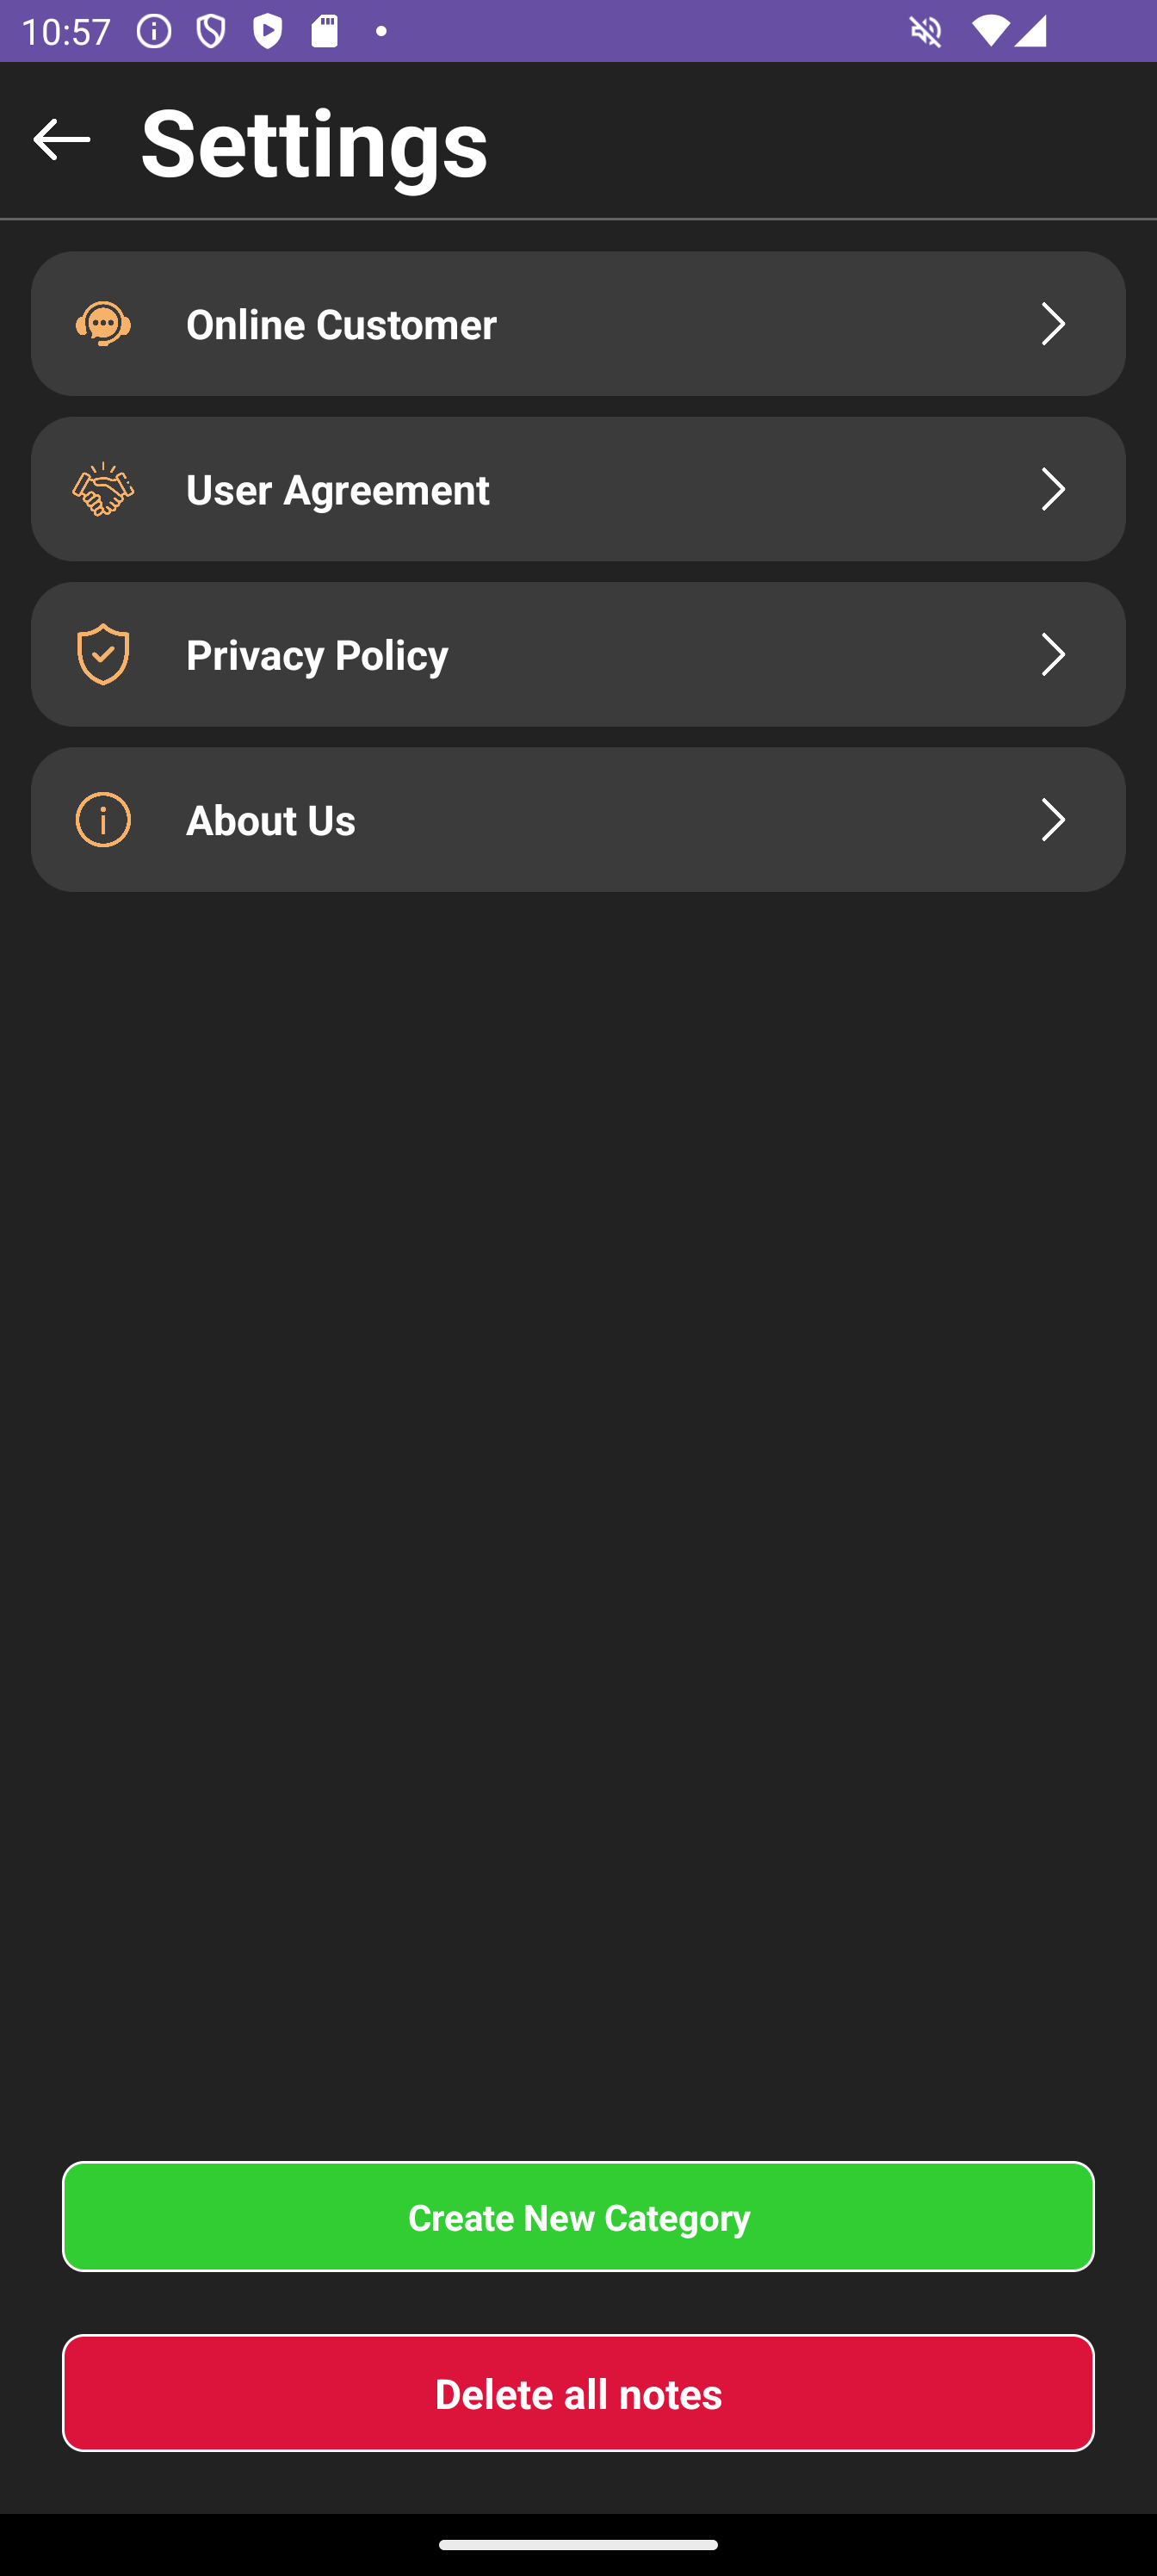 10:57
Settings
Online Customer
User Agreement
Privacy Policy
About Us
Create New Category
Delete all notes